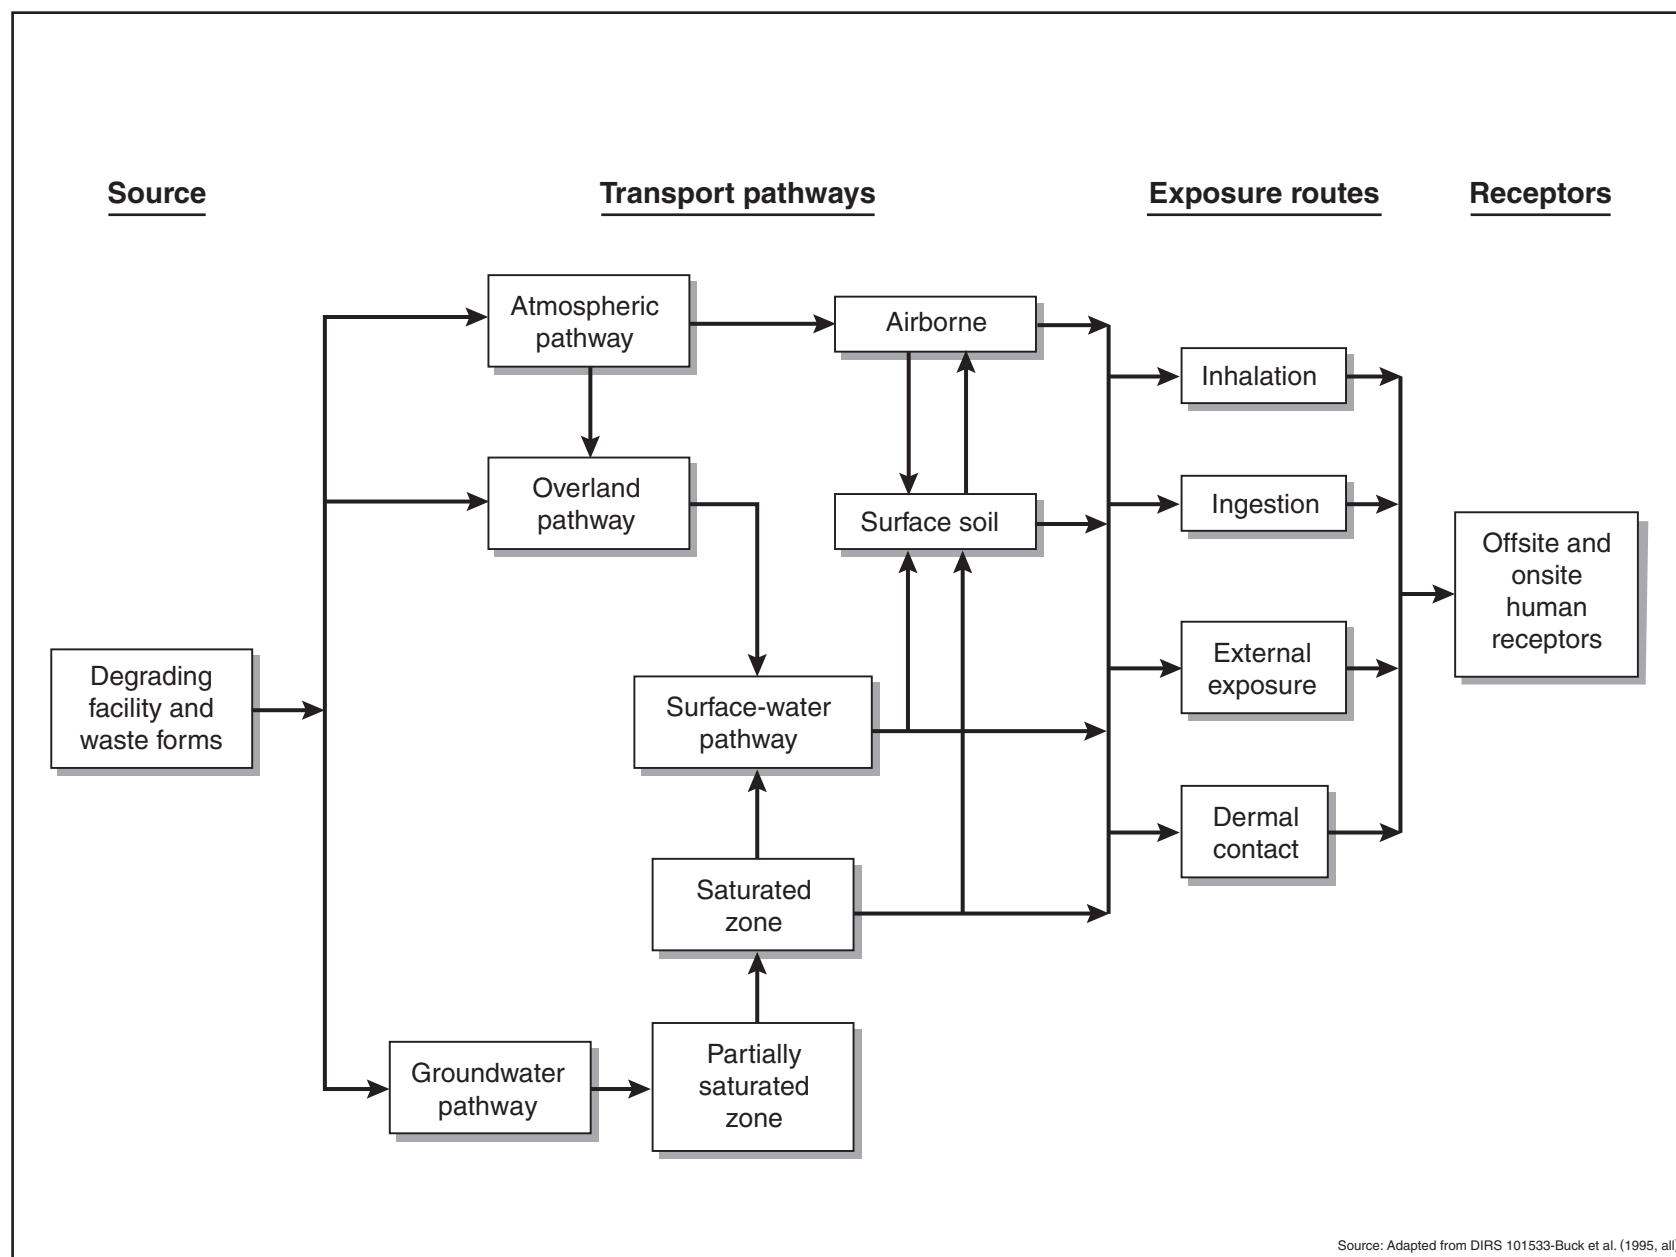 Source
Transport pathways
Exposure routes
Receptors
Atmospheric
pathway
Airborne
Inhalation
Overland
pathway
Surface soil
Ingestion
Offsite and
onsite
human
receptors
Degrading
facility and
waste forms
Surface-water
pathway
External
exposure
Saturated
zone
Dermal
contact
Groundwater
pathway
Partially
saturated
zone
Source: Adapted from DIRS 101533-Buck et al. (1995, all